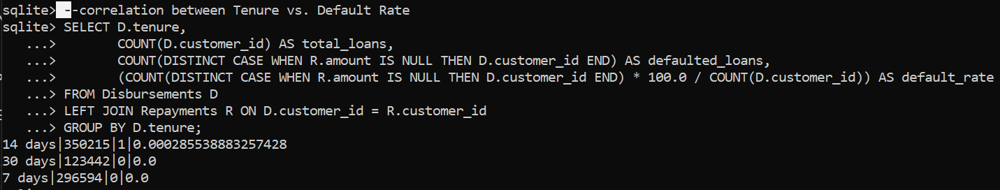 sqlite> --correlation between Tenure vs. Default Rate
sqlite> SELECT D.tenure,
   ...>        COUNT(D.customer_id) AS total_loans,
   ...>        COUNT(DISTINCT CASE WHEN R.amount IS NULL THEN D.customer_id END) AS defaulted_loans,
   ...>        (COUNT(DISTINCT CASE WHEN R.amount IS NULL THEN D.customer_id END) * 100.0 / COUNT(D.customer_id)) AS default_rate
   ...> FROM Disbursements D
   ...> LEFT JOIN Repayments R ON D.customer_id = R.customer_id
   ...> GROUP BY D.tenure;
14 days|350215|1|0.000285538883257428
30 days|123442|0|0.0
7 days|296594|0|0.0